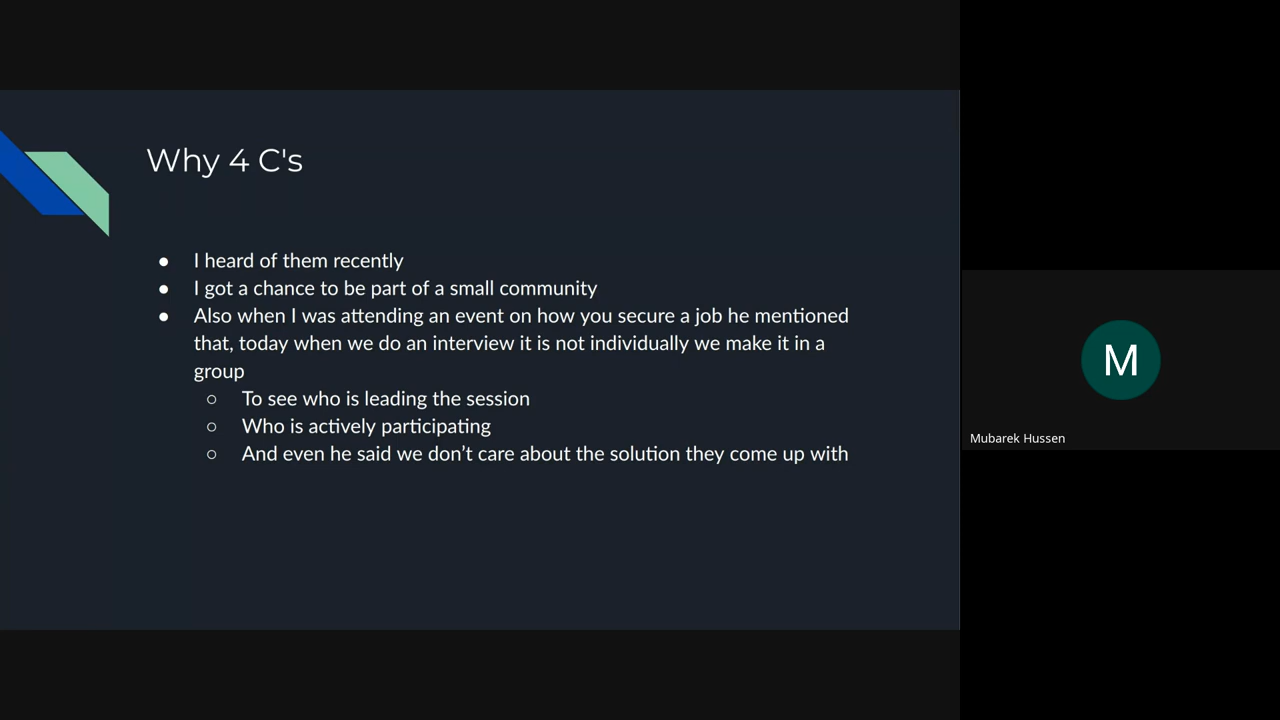 Why 4 C's
● I heard of them recently
● I got a chance to be part of a small community
● Also when I was attending an event on how you secure a job he mentioned
that, today when we do an interview it is not individually we make it in a
group
○ To see who is leading the session
○ Who is actively participating
○ And even he said we don’t care about the solution they come up with
M
Mubarek Hussen